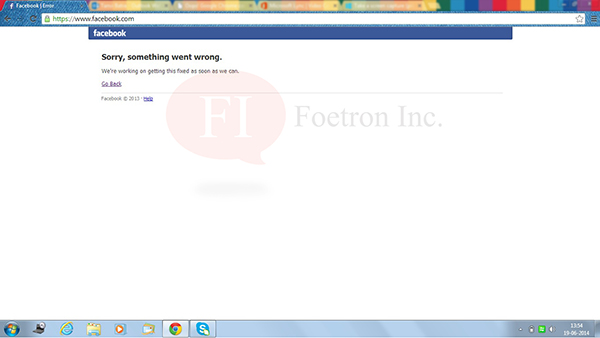 Facebook | Error
https://www.facebook.com
facebook
Sorry, something went wrong.
We're working on getting this fixed as soon as we can.
Go Back
Facebook © 2013 · Help
FI Foetron Inc.
13:54
19-06-2014